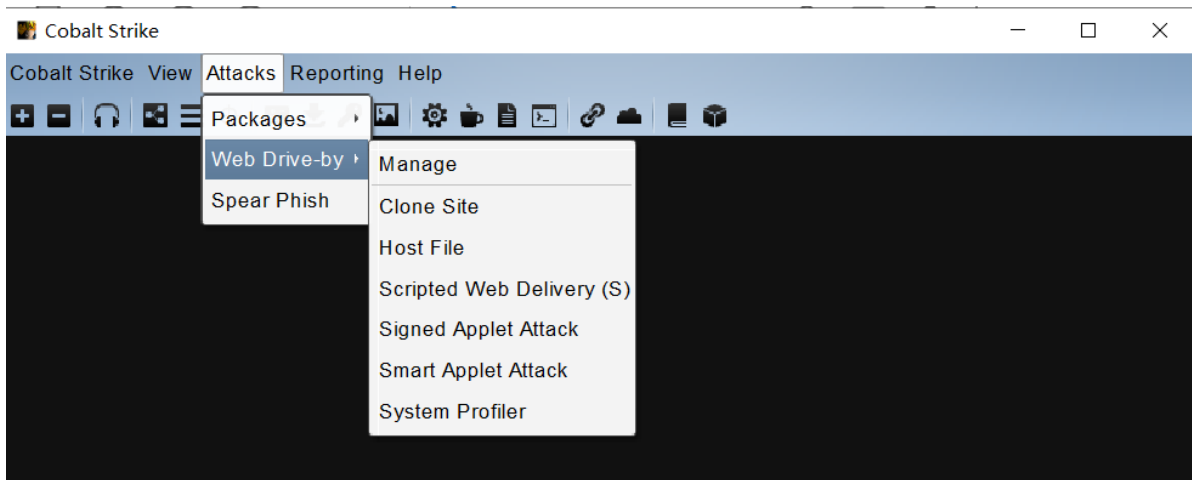 Cobalt Strike
Cobalt Strike View Attacks Reporting Help
Packages
Web Drive-by
Spear Phish
Manage
Clone Site
Host File
Scripted Web Delivery (S)
Signed Applet Attack
Smart Applet Attack
System Profiler